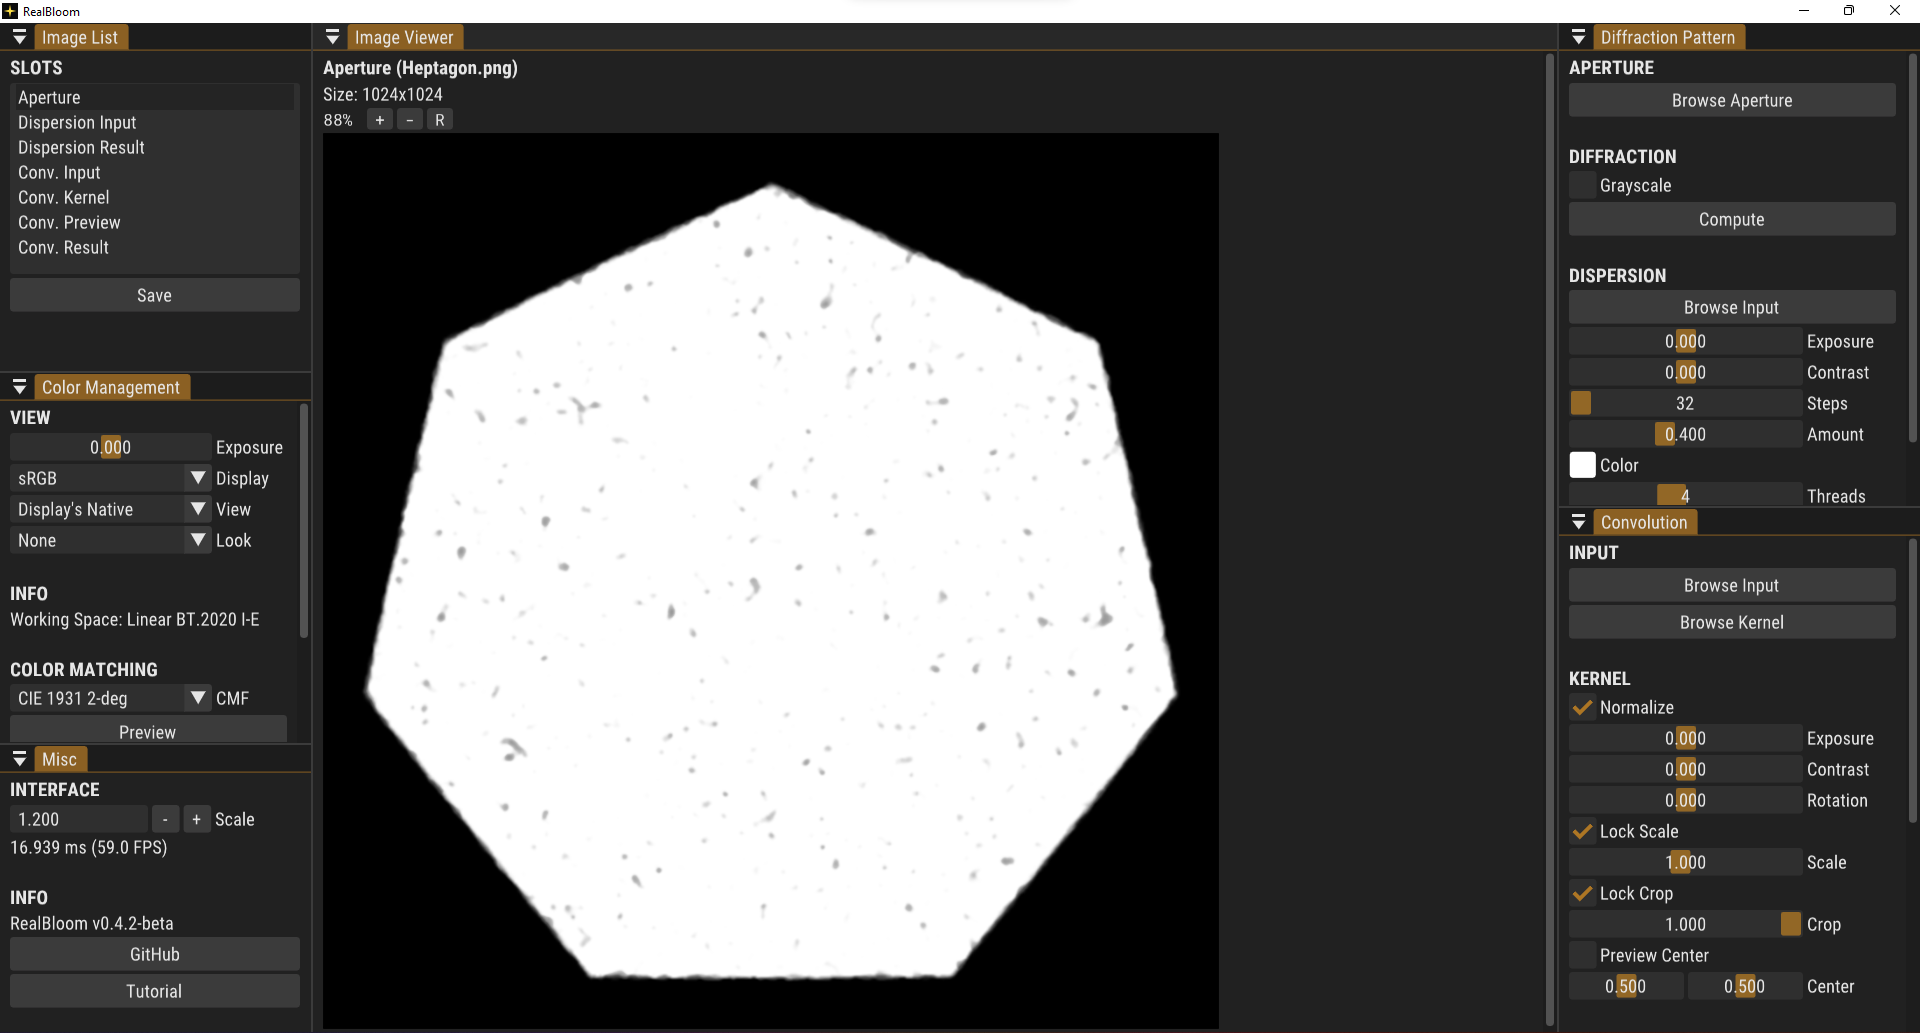 RealBloom
Image List
SLOTS
Aperture
Dispersion Input
Dispersion Result
Conv. Input
Conv. Kernel
Conv. Preview
Conv. Result
Save
Color Management
VIEW
0.000 Exposure
sRGB Display
Display's Native View
None Look
INFO
Working Space: Linear BT.2020 I-E
COLOR MATCHING
CIE 1931 2-deg CMF
Preview
Misc
INTERFACE
1.200 - + Scale
16.939 ms (59.0 FPS)
INFO
RealBloom v0.4.2-beta
GitHub
Tutorial
Image Viewer
Aperture (Heptagon.png)
Size: 1024x1024
88% + - R
Diffraction Pattern
APERTURE
Browse Aperture
DIFFRACTION
Grayscale
Compute
DISPERSION
Browse Input
0.000 Exposure
0.000 Contrast
32 Steps
0.400 Amount
Color
4 Threads
Convolution
INPUT
Browse Input
Browse Kernel
KERNEL
Normalize
0.000 Exposure
0.000 Contrast
0.000 Rotation
Lock Scale
1.000 Scale
Lock Crop
1.000 Crop
Preview Center
0.500 0.500 Center